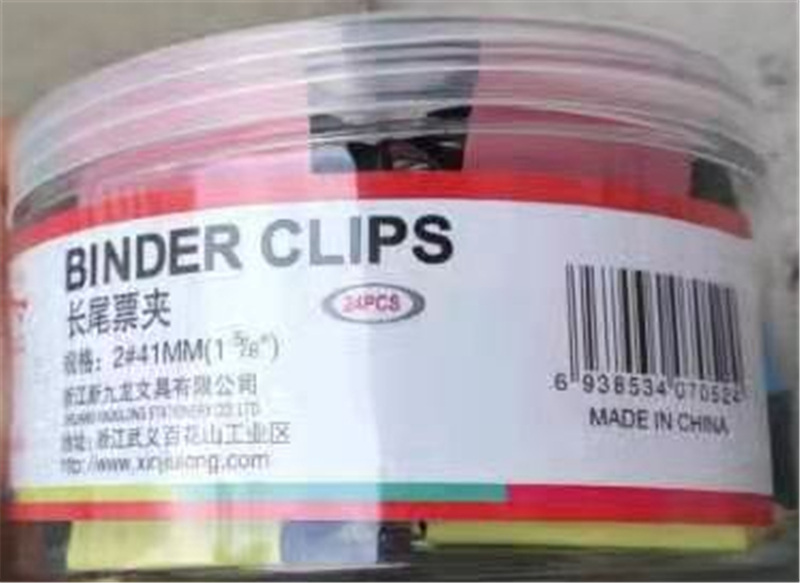 BINDER CLIPS
长尾票夹
24PCS
规格：2#41MM(1 5/8")
浙江新九龙文具有限公司
地址：浙江武义百花山工业区
http://www.xinjiulong.com
6 938534 070524
MADE IN CHINA